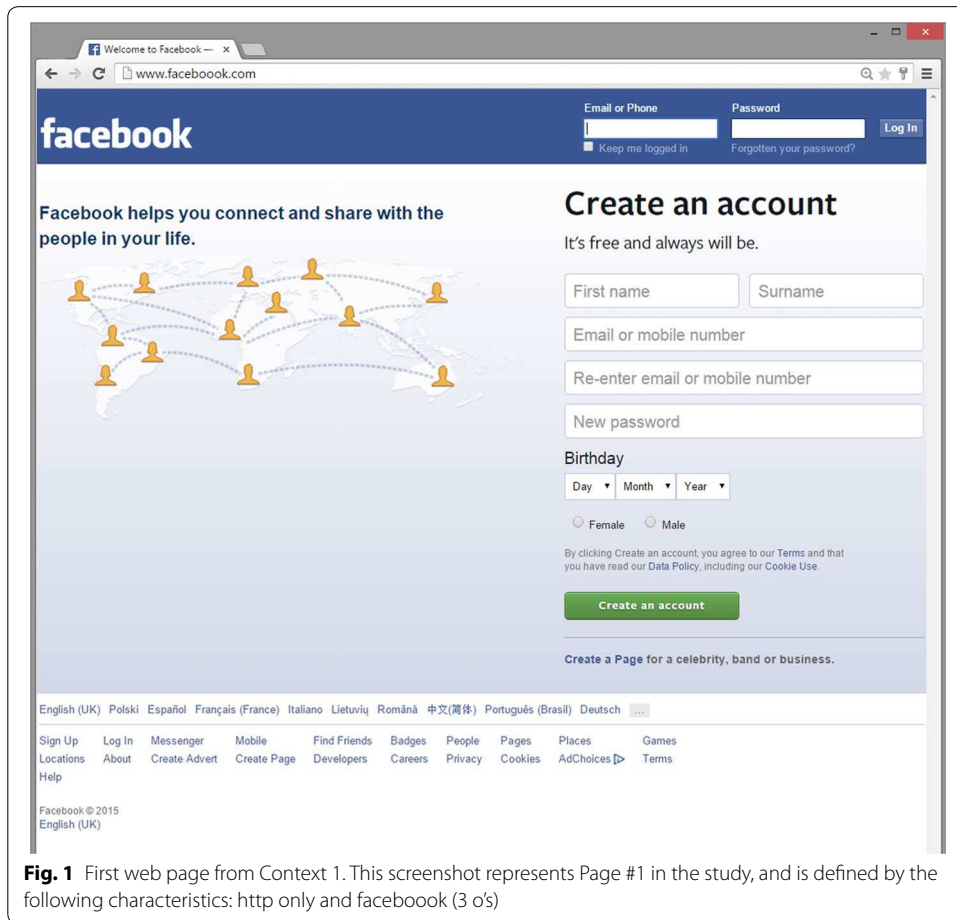 Welcome to Facebook — ×
www.faceboook.com
Email or Phone Password
facebook
Log In
Keep me logged in Forgotten your password?
Facebook helps you connect and share with the
people in your life.
Create an account
It's free and always will be.
First name Surname
Email or mobile number
Re-enter email or mobile number
New password
Birthday
Day Month Year
Female Male
By clicking Create an account, you agree to our Terms and that
you have read our Data Policy, including our Cookie Use.
Create an account
Create a Page for a celebrity, band or business.
English (UK) Polski Español Français (France) Italiano Lietuvių Română 中文(简体) Português (Brasil) Deutsch ...
Sign Up Log In Messenger Mobile Find Friends Badges People Pages Places Games
Locations About Create Advert Create Page Developers Careers Privacy Cookies AdChoices Terms
Help
Facebook © 2015
English (UK)
Fig. 1 First web page from Context 1. This screenshot represents Page #1 in the study, and is defined by the
following characteristics: http only and faceboook (3 o's)